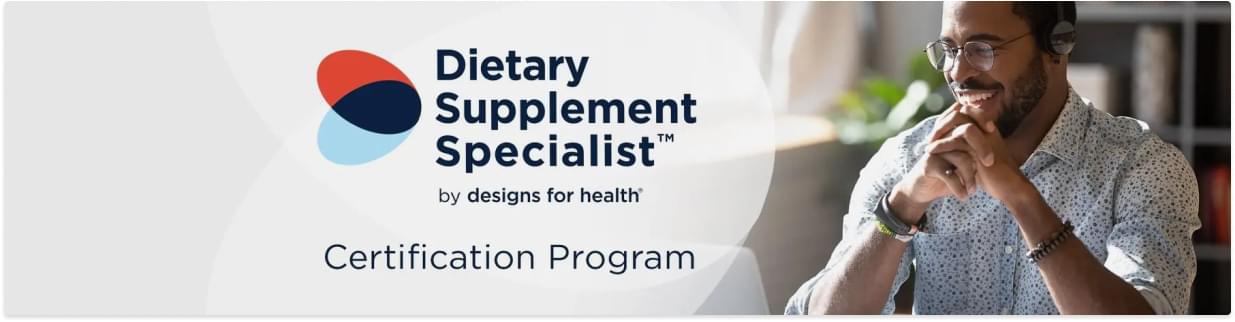 Dietary
Supplement
Specialist™
by designs for health®
Certification Program